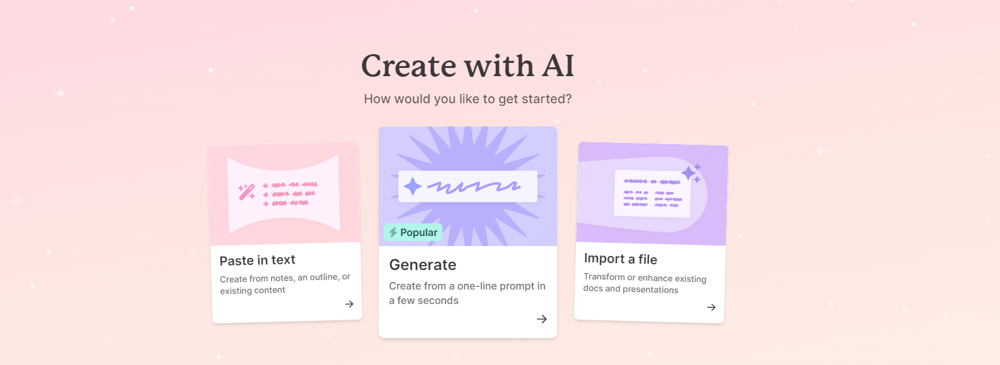 Create with AI
How would you like to get started?
Paste in text
Create from notes, an outline, or
existing content
Popular
Generate
Create from a one-line prompt in
a few seconds
Import a file
Transform or enhance existing
docs and presentations